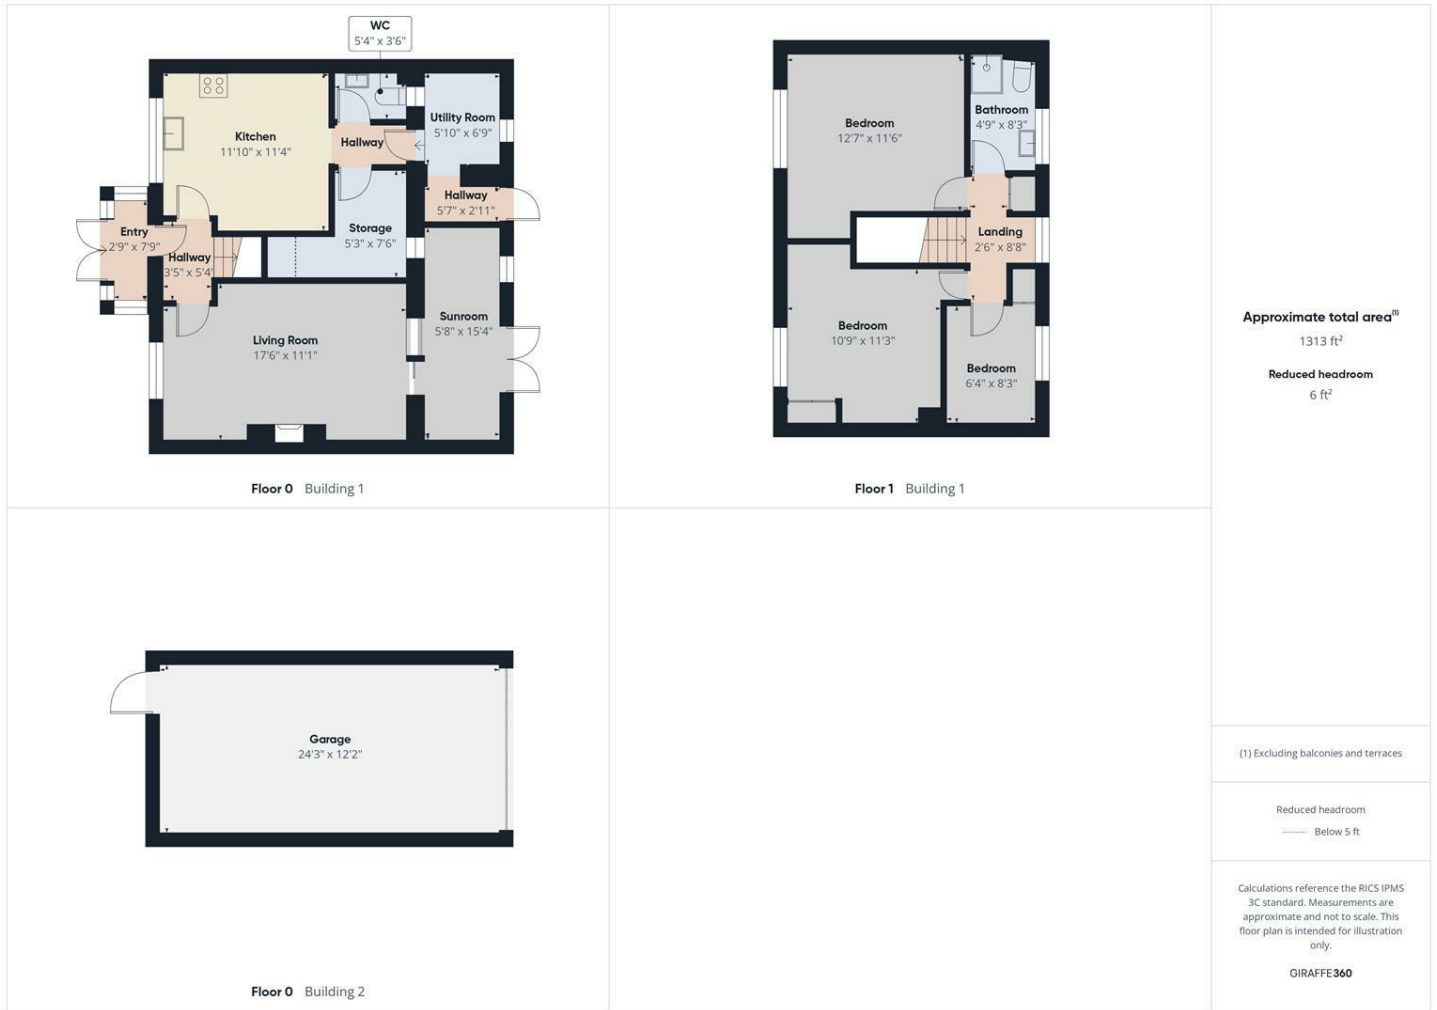 WC
5'4" x 3'6"
Kitchen
11'10" x 11'4"
Hallway
Utility Room
5'10" x 6'9"
Hallway
5'7" x 2'11"
Entry
2'9" x 7'9"
Hallway
3'5" x 5'4"
Storage
5'3" x 7'6"
Living Room
17'6" x 11'1"
Sunroom
5'8" x 15'4"
Floor 0 Building 1
Bedroom
12'7" x 11'6"
Bathroom
4'9" x 8'3"
Landing
2'6" x 8'8"
Bedroom
10'9" x 11'3"
Bedroom
6'4" x 8'3"
Floor 1 Building 1
Garage
24'3" x 12'2"
Floor 0 Building 2
Approximate total area(1)
1313 ft²
Reduced headroom
6 ft²
(1) Excluding balconies and terraces
Reduced headroom
Below 5 ft
Calculations reference the RICS IPMS
3C standard. Measurements are
approximate and not to scale. This
floor plan is intended for illustration
only.
GIRAFFE360